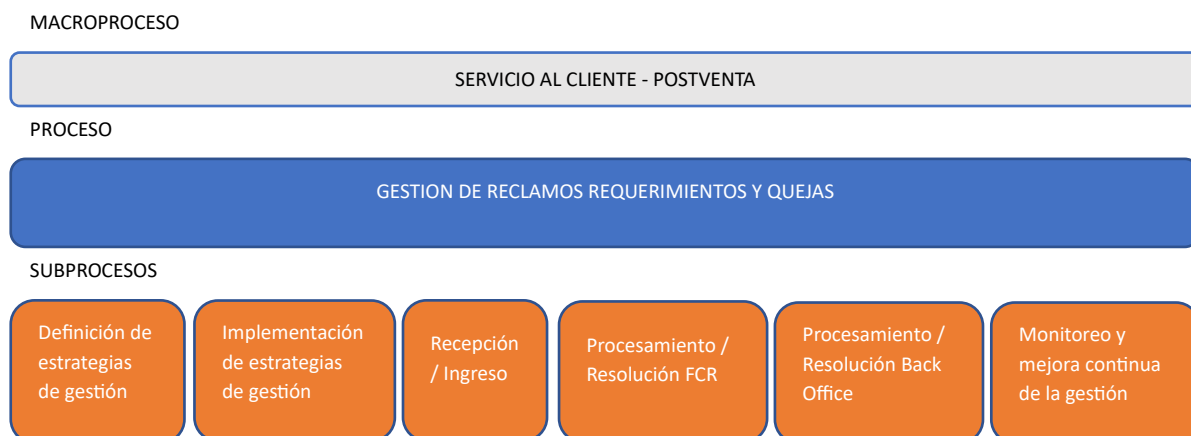 MACROPROCESO
SERVICIO AL CLIENTE - POSTVENTA
PROCESO
GESTION DE RECLAMOS REQUERIMIENTOS Y QUEJAS
SUBPROCESOS
Definición de
estrategias
de gestión
Implementación
de estrategias
de gestión
Recepción
/ Ingreso
Procesamiento /
Resolución FCR
Procesamiento /
Resolución Back
Office
Monitoreo y
mejora continua
de la gestión